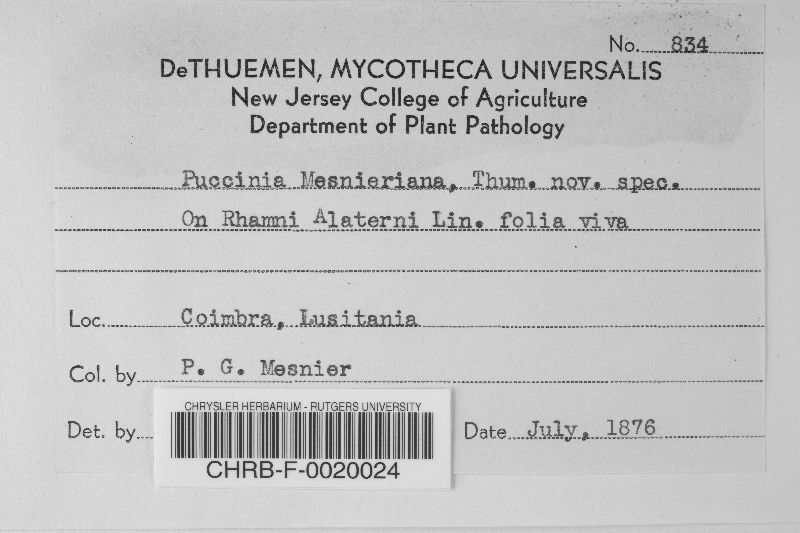 No. 834
DeTHUEMEN, MYCOTHECA UNIVERSALIS
New Jersey College of Agriculture
Department of Plant Pathology
Puccinia Mesnieriana, Thum. nov. spec.
On Rhamni Alaterni Lin. folia viva
Loc. Coimbra, Lusitania
Col. by P. G. Mesnier
Det. by
Date July, 1876
CHRYSLER HERBARIUM - RUTGERS UNIVERSITY
CHRB-F-0020024